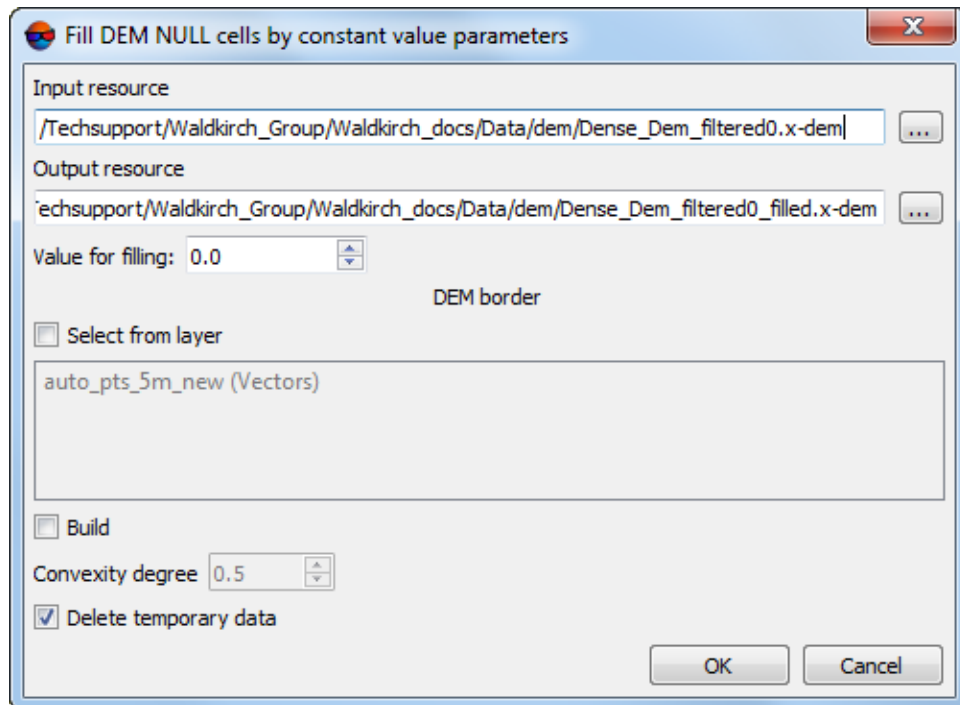 Fill DEM NULL cells by constant value parameters
Input resource
/Techsupport/Waldkirch_Group/Waldkirch_docs/Data/dem/Dense_Dem_filtered0.x-dem
...
Output resource
echsupport/Waldkirch_Group/Waldkirch_docs/Data/dem/Dense_Dem_filtered0_filled.x-dem
...
Value for filling: 0.0
DEM border
Select from layer
auto_pts_5m_new (Vectors)
Build
Convexity degree 0.5
Delete temporary data
OK Cancel